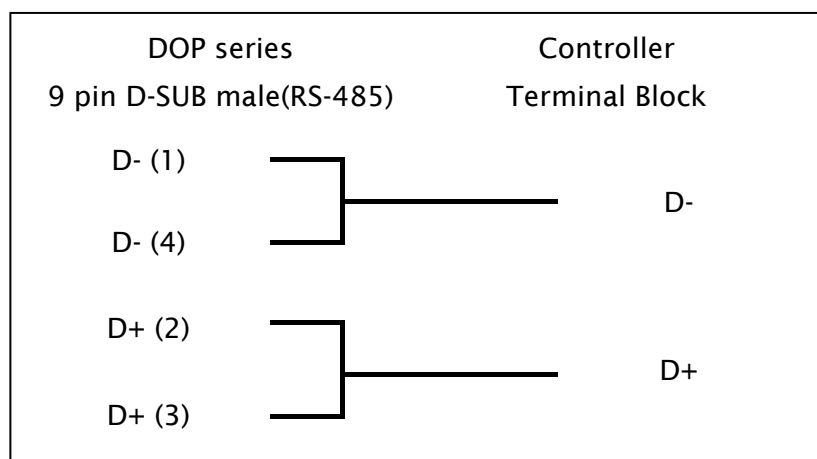 DOP series Controller
9 pin D-SUB male(RS-485) Terminal Block
D- (1)
D-
D- (4)
D+ (2)
D+
D+ (3)